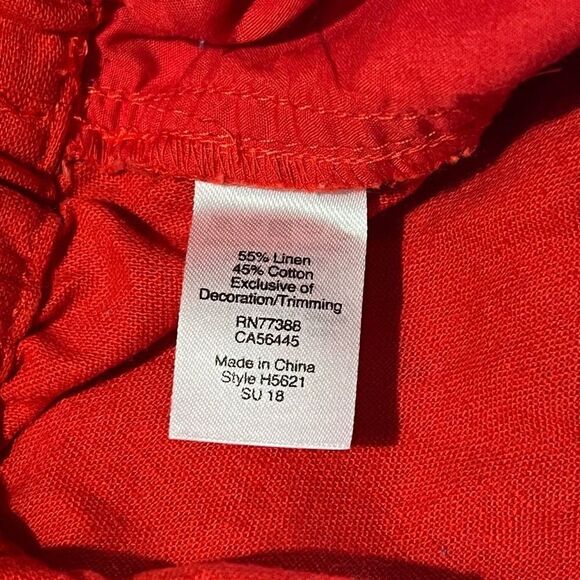 55% Linen
45% Cotton
Exclusive of
Decoration/Trimming
RN77388
CA56445
Made in China
Style H5621
SU 18